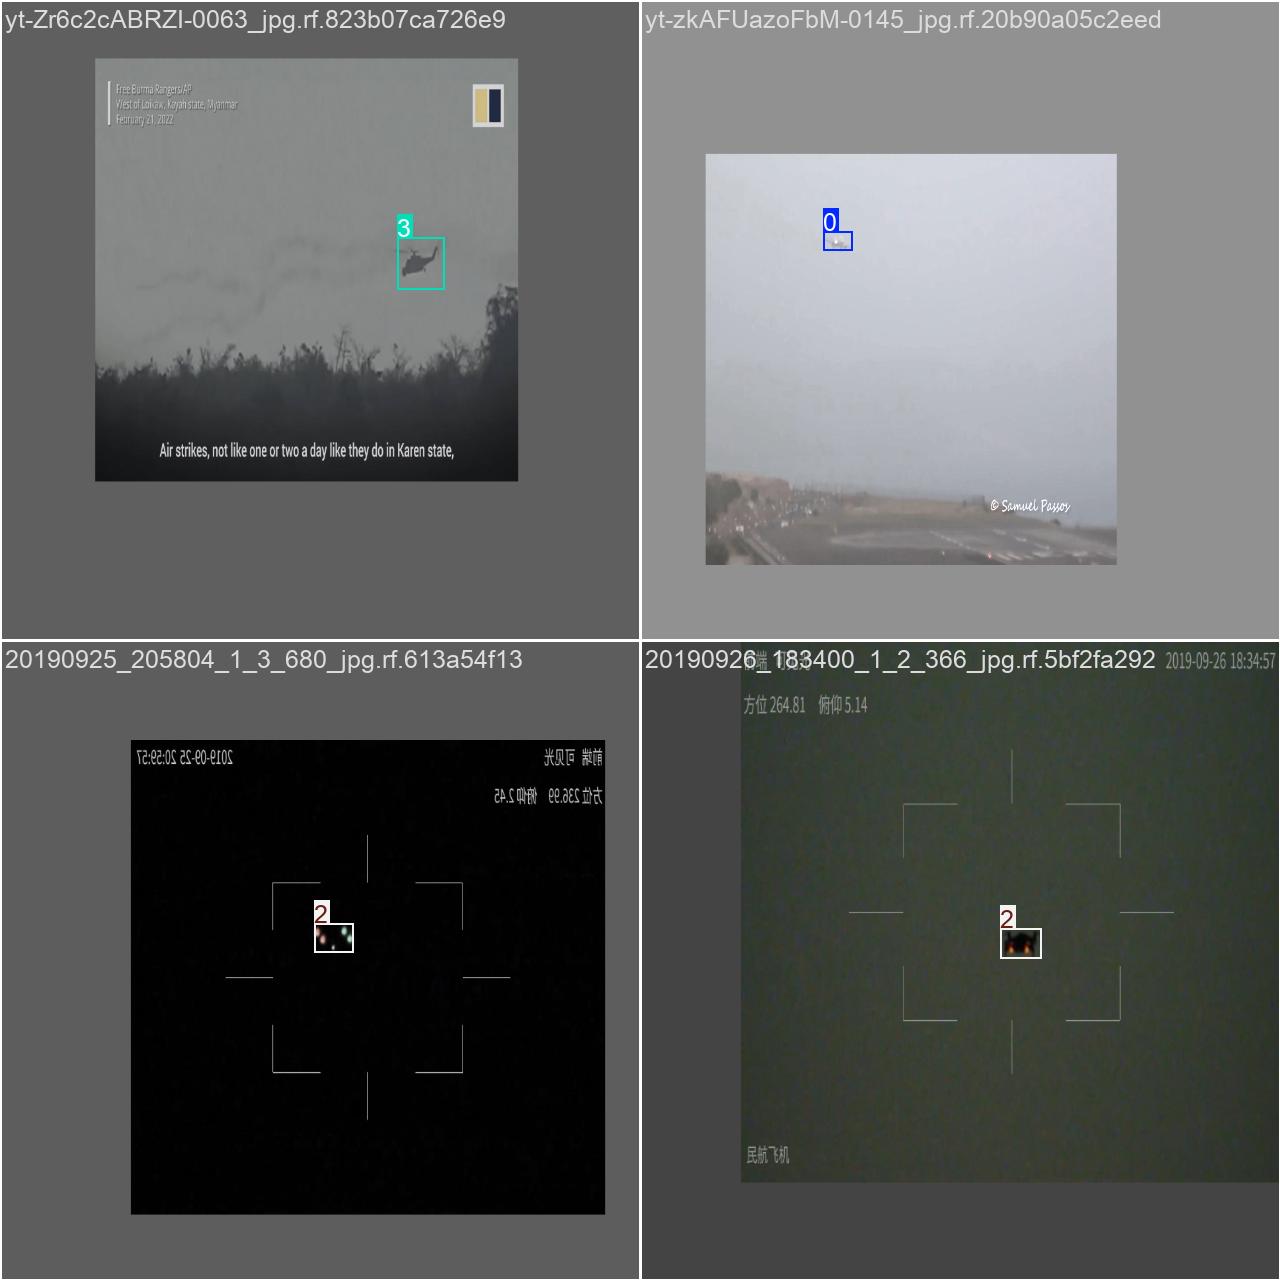 yt-Zr6c2cABRZI-0063_jpg.rf.823b07ca726e9
Free Burma Rangers/AP
West of Loikaw, Kayah state, Myanmar
February 21, 2022
3
Air strikes, not like one or two a day like they do in Karen state,
yt-zkAFUazoFbM-0145_jpg.rf.20b90a05c2eed
0
© Samuel Passos
20190925_205804_1_3_680_jpg.rf.613a54f13
2019-09-25 20:59:57
前端 可见光
方位 236.99 俯仰 2.45
2
20190926_183400_1_2_366_jpg.rf.5bf2fa292
2019-09-26 18:34:57
方位 264.81 俯仰 5.14
2
民航飞机